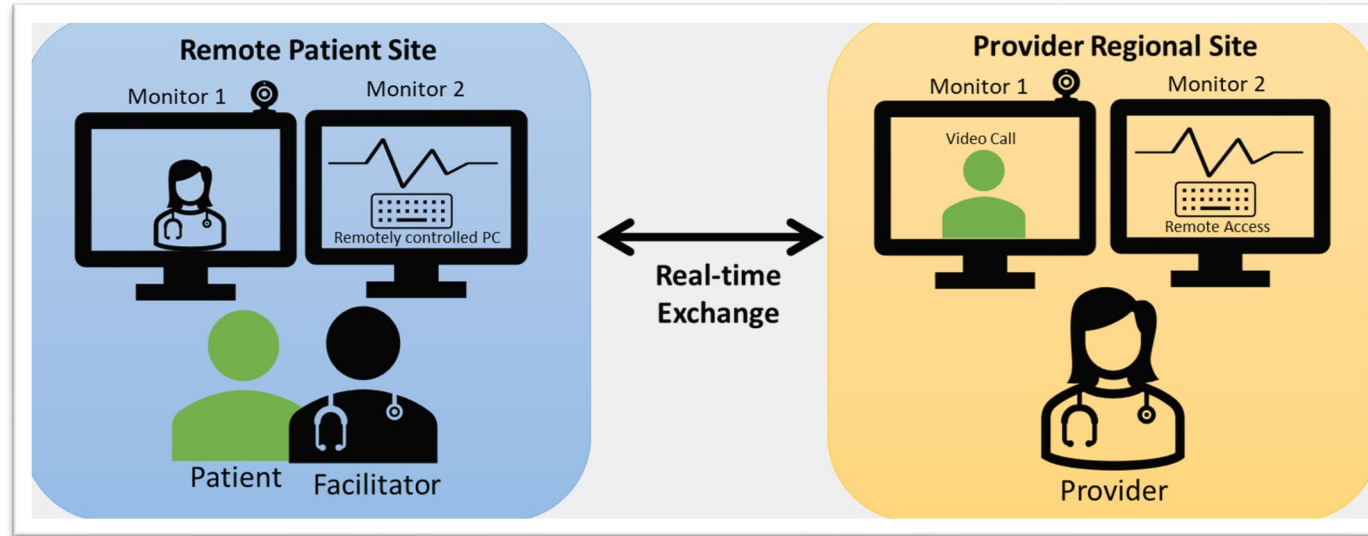 Remote Patient Site
Monitor 1
Monitor 2
Remotely controlled PC
Patient
Facilitator
Real-time
Exchange
Provider Regional Site
Monitor 1
Monitor 2
Video Call
Remote Access
Provider